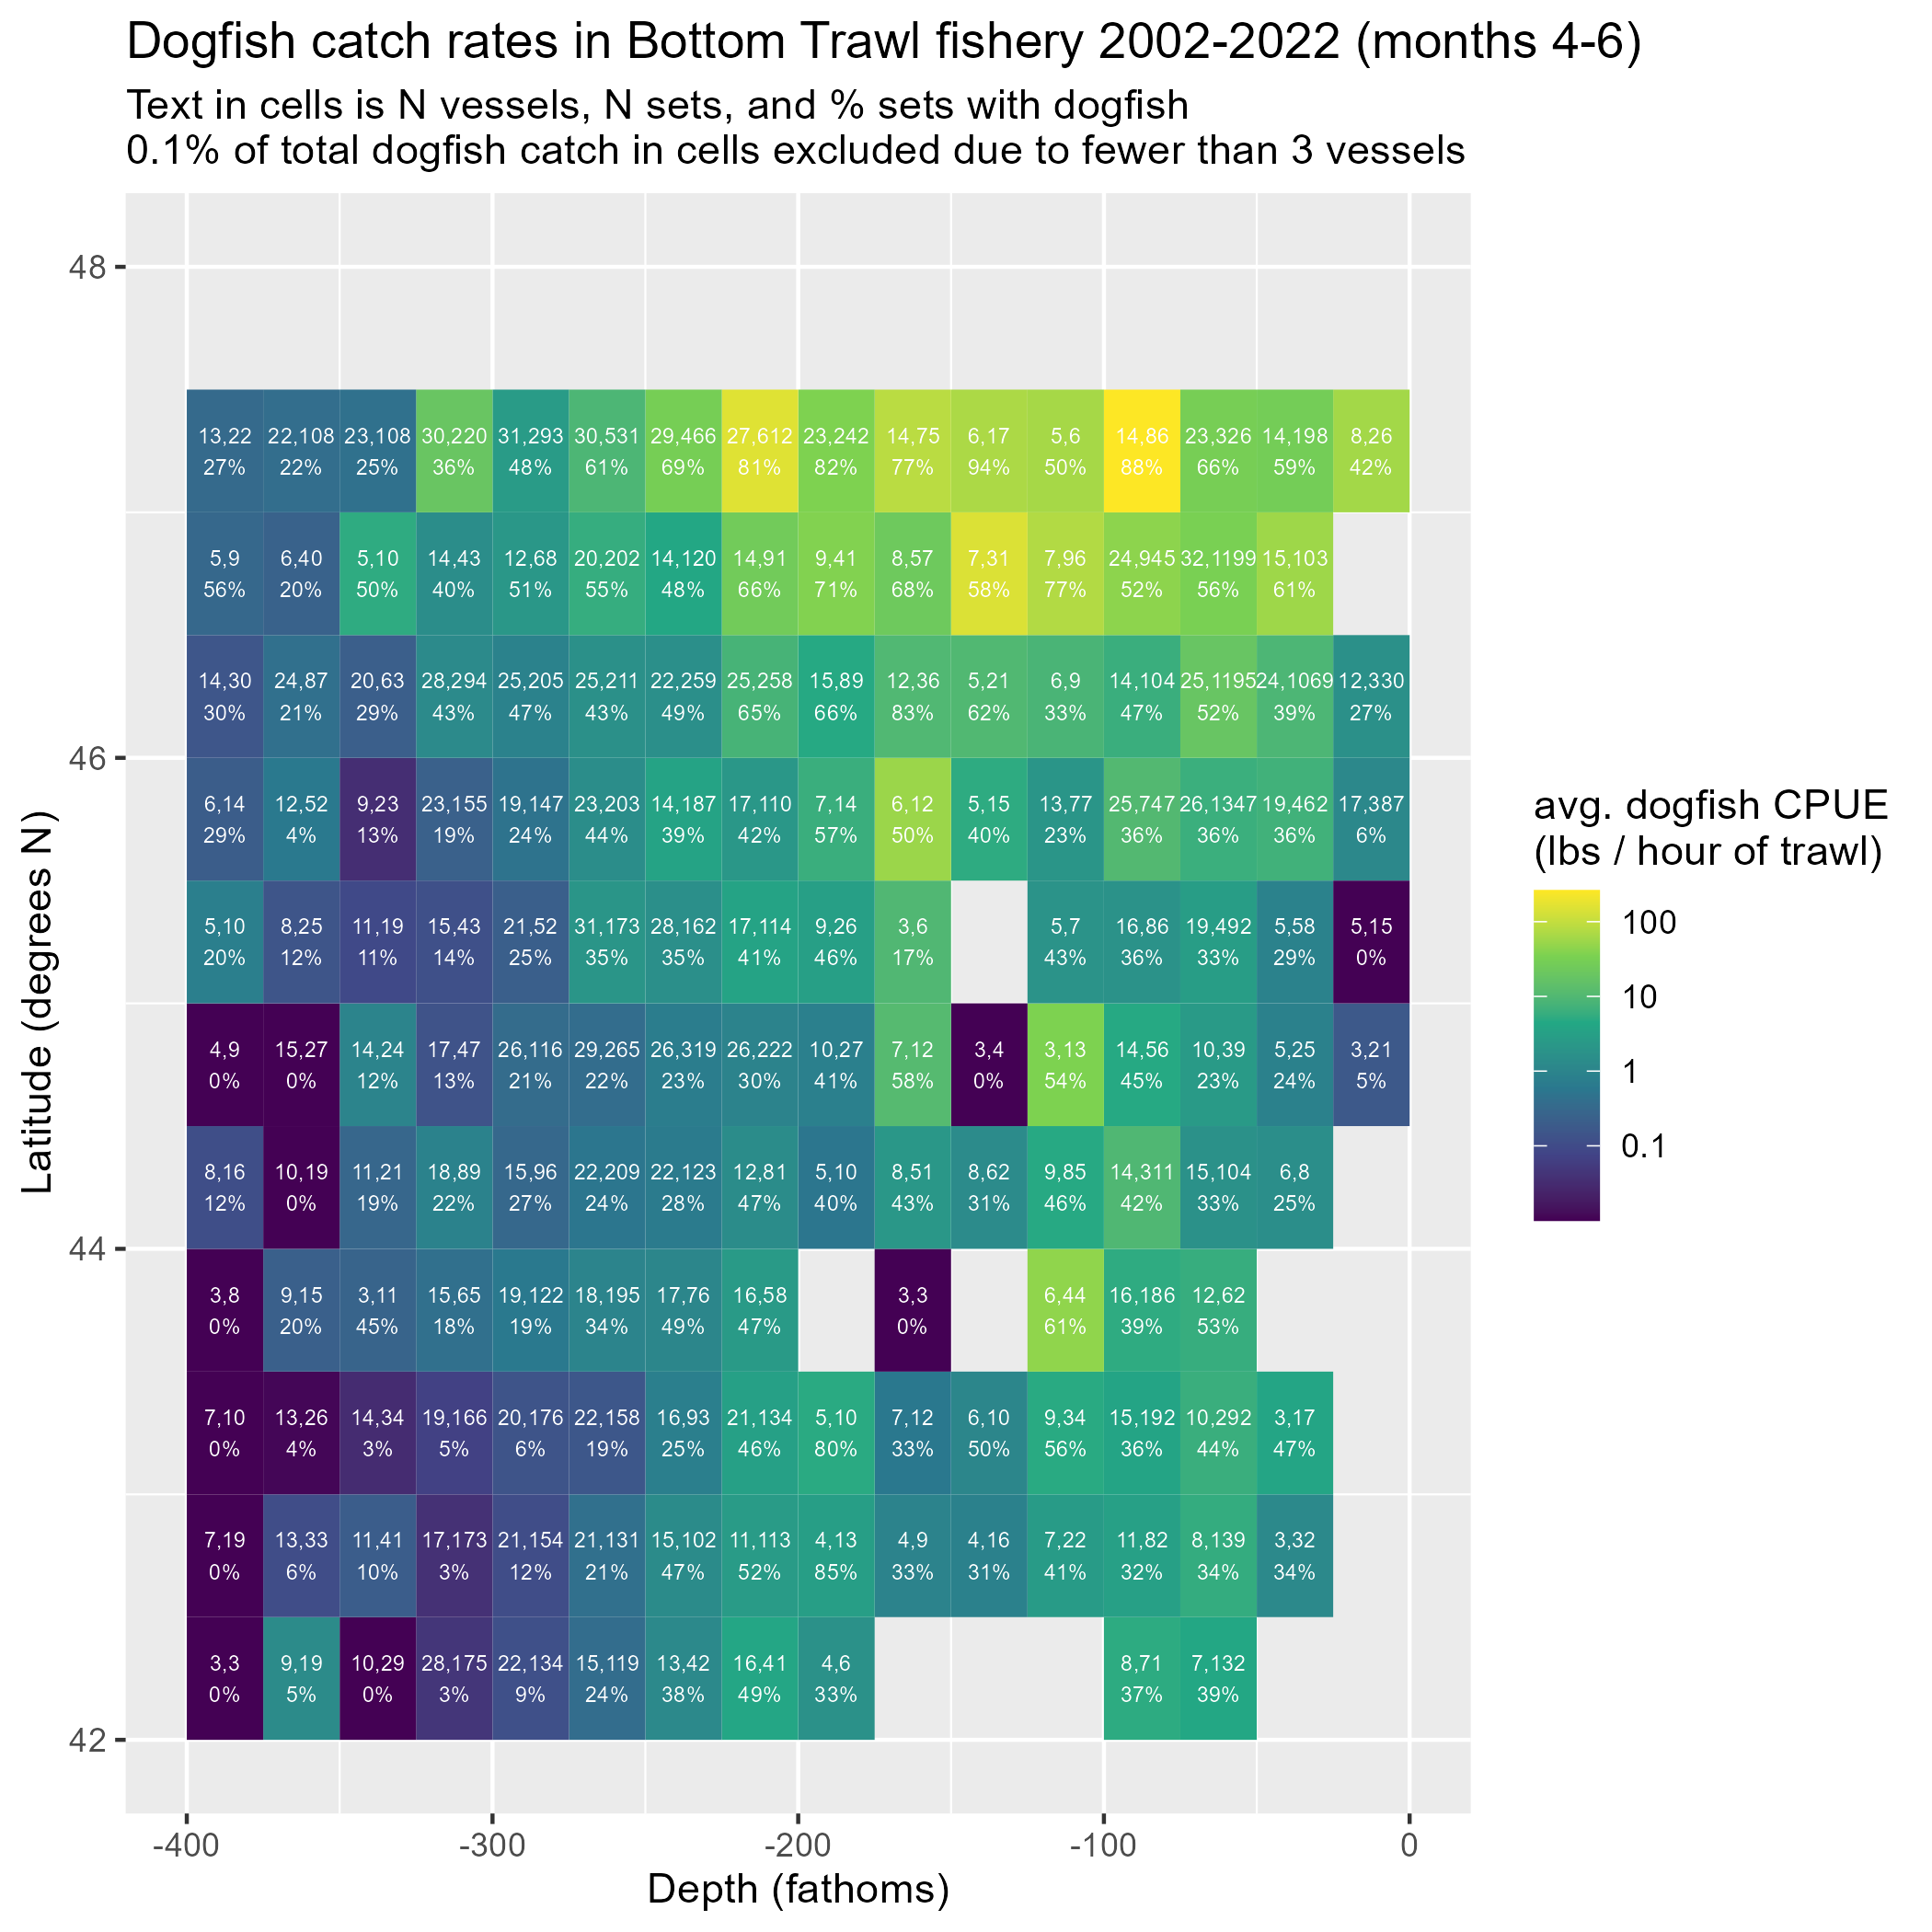 Dogfish catch rates in Bottom Trawl fishery 2002-2022 (months 4-6)
Text in cells is N vessels, N sets, and % sets with dogfish
0.1% of total dogfish catch in cells excluded due to fewer than 3 vessels
48
13,22 22,108 23,108 30,220 31,293 30,531 29,466 27,612 23,242 14,75 6,17 5,6 14,86 23,326 14,198 8,26
27% 22% 25% 36% 48% 61% 69% 81% 82% 77% 94% 50% 88% 66% 59% 42%
5,9 6,40 5,10 14,43 12,68 20,202 14,120 14,91 9,41 8,57 7,31 7,96 24,945 32,1199 15,103
56% 20% 50% 40% 51% 55% 48% 66% 71% 68% 58% 77% 52% 56% 61%
14,30 24,87 20,63 28,294 25,205 25,211 22,259 25,258 15,89 12,36 5,21 6,9 14,104 25,1195 24,1069 12,330
30% 21% 29% 43% 47% 43% 49% 65% 66% 83% 62% 33% 47% 52% 39% 27%
46
6,14 12,52 9,23 23,155 19,147 23,203 14,187 17,110 7,14 6,12 5,15 13,77 25,747 26,1347 19,462 17,387
29% 4% 13% 19% 24% 44% 39% 42% 57% 50% 40% 23% 36% 36% 36% 6%
5,10 8,25 11,19 15,43 21,52 31,173 28,162 17,114 9,26 3,6 5,7 16,86 19,492 5,58 5,15
20% 12% 11% 14% 25% 35% 35% 41% 46% 17% 43% 36% 33% 29% 0%
4,9 15,27 14,24 17,47 26,116 29,265 26,319 26,222 10,27 7,12 3,4 3,13 14,56 10,39 5,25 3,21
0% 0% 12% 13% 21% 22% 23% 30% 41% 58% 0% 54% 45% 23% 24% 5%
8,16 10,19 11,21 18,89 15,96 22,209 22,123 12,81 5,10 8,51 8,62 9,85 14,311 15,104 6,8
12% 0% 19% 22% 27% 24% 28% 47% 40% 43% 31% 46% 42% 33% 25%
44
3,8 9,15 3,11 15,65 19,122 18,195 17,76 16,58 3,3 6,44 16,186 12,62
0% 20% 45% 18% 19% 34% 49% 47% 0% 61% 39% 53%
7,10 13,26 14,34 19,166 20,176 22,158 16,93 21,134 5,10 7,12 6,10 9,34 15,192 10,292 3,17
0% 4% 3% 5% 6% 19% 25% 46% 80% 33% 50% 56% 36% 44% 47%
7,19 13,33 11,41 17,173 21,154 21,131 15,102 11,113 4,13 4,9 4,16 7,22 11,82 8,139 3,32
0% 6% 10% 3% 12% 21% 47% 52% 85% 33% 31% 41% 32% 34% 34%
3,3 9,19 10,29 28,175 22,134 15,119 13,42 16,41 4,6 8,71 7,132
0% 5% 0% 3% 9% 24% 38% 49% 33% 37% 39%
42
-400 -300 -200 -100 0
Depth (fathoms)
Latitude (degrees N)
avg. dogfish CPUE
(lbs / hour of trawl)
100
10
1
0.1